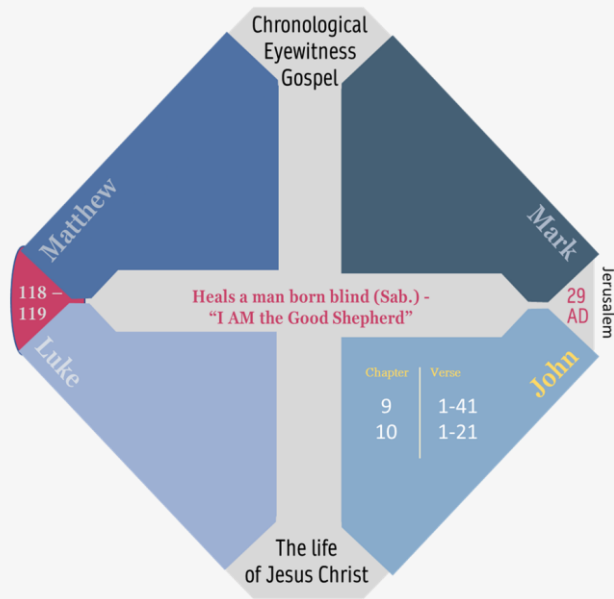 Chronological
Eyewitness
Gospel
Matthew
Mark
118 –
119
Heals a man born blind (Sab.) -
“I AM the Good Shepherd”
29
AD
Jerusalem
Luke
John
Chapter Verse
9 1-41
10 1-21
The life
of Jesus Christ